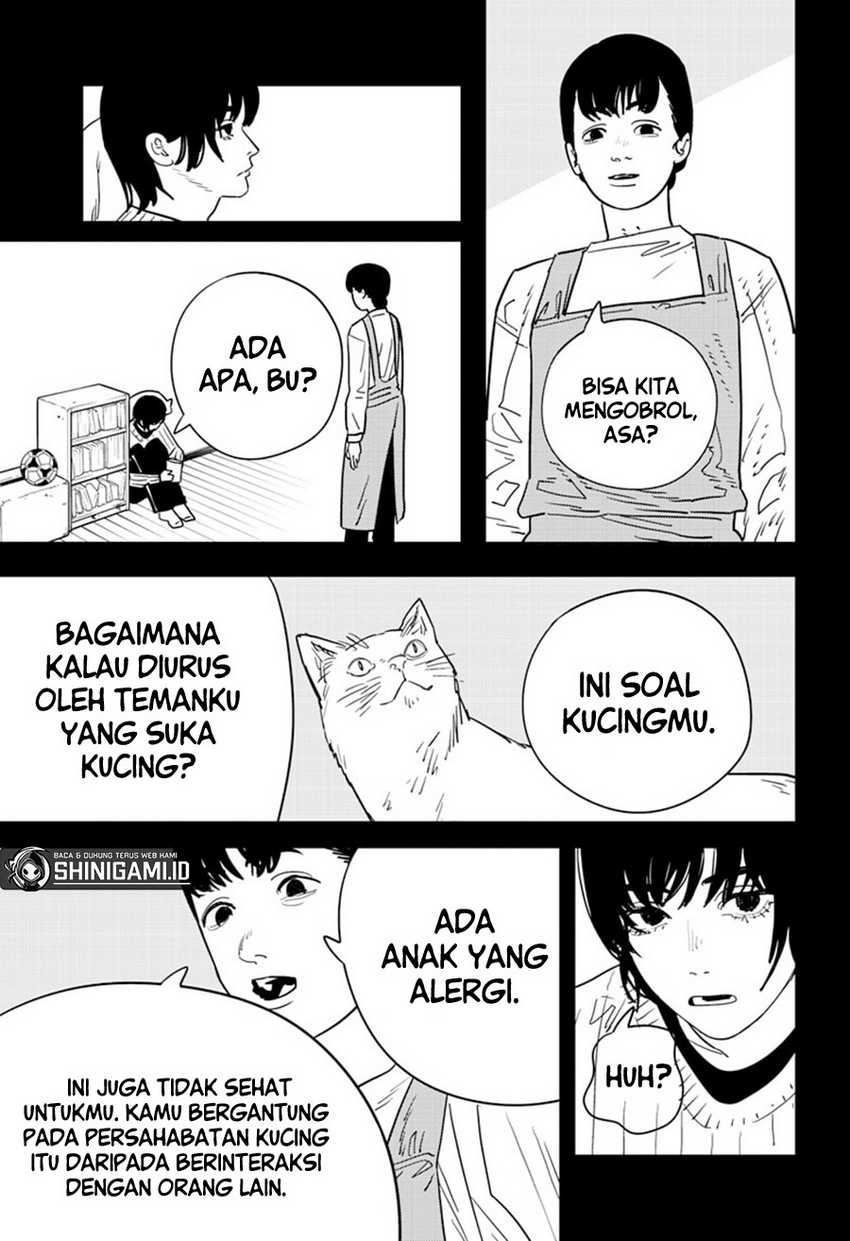 BISA KITA
MENGOBROL,
ASA?
ADA
APA, BU?
INI SOAL
KUCINGMU.
BAGAIMANA
KALAU DIURUS
OLEH TEMANKU
YANG SUKA
KUCING?
HUH?
ADA
ANAK YANG
ALERGI.
INI JUGA TIDAK SEHAT
UNTUKMU. KAMU BERGANTUNG
PADA PERSAHABATAN KUCING
ITU DARIPADA BERINTERAKSI
DENGAN ORANG LAIN.
BACA & DUKUNG TERUS WEB KAMI
SHINIGAMI.ID